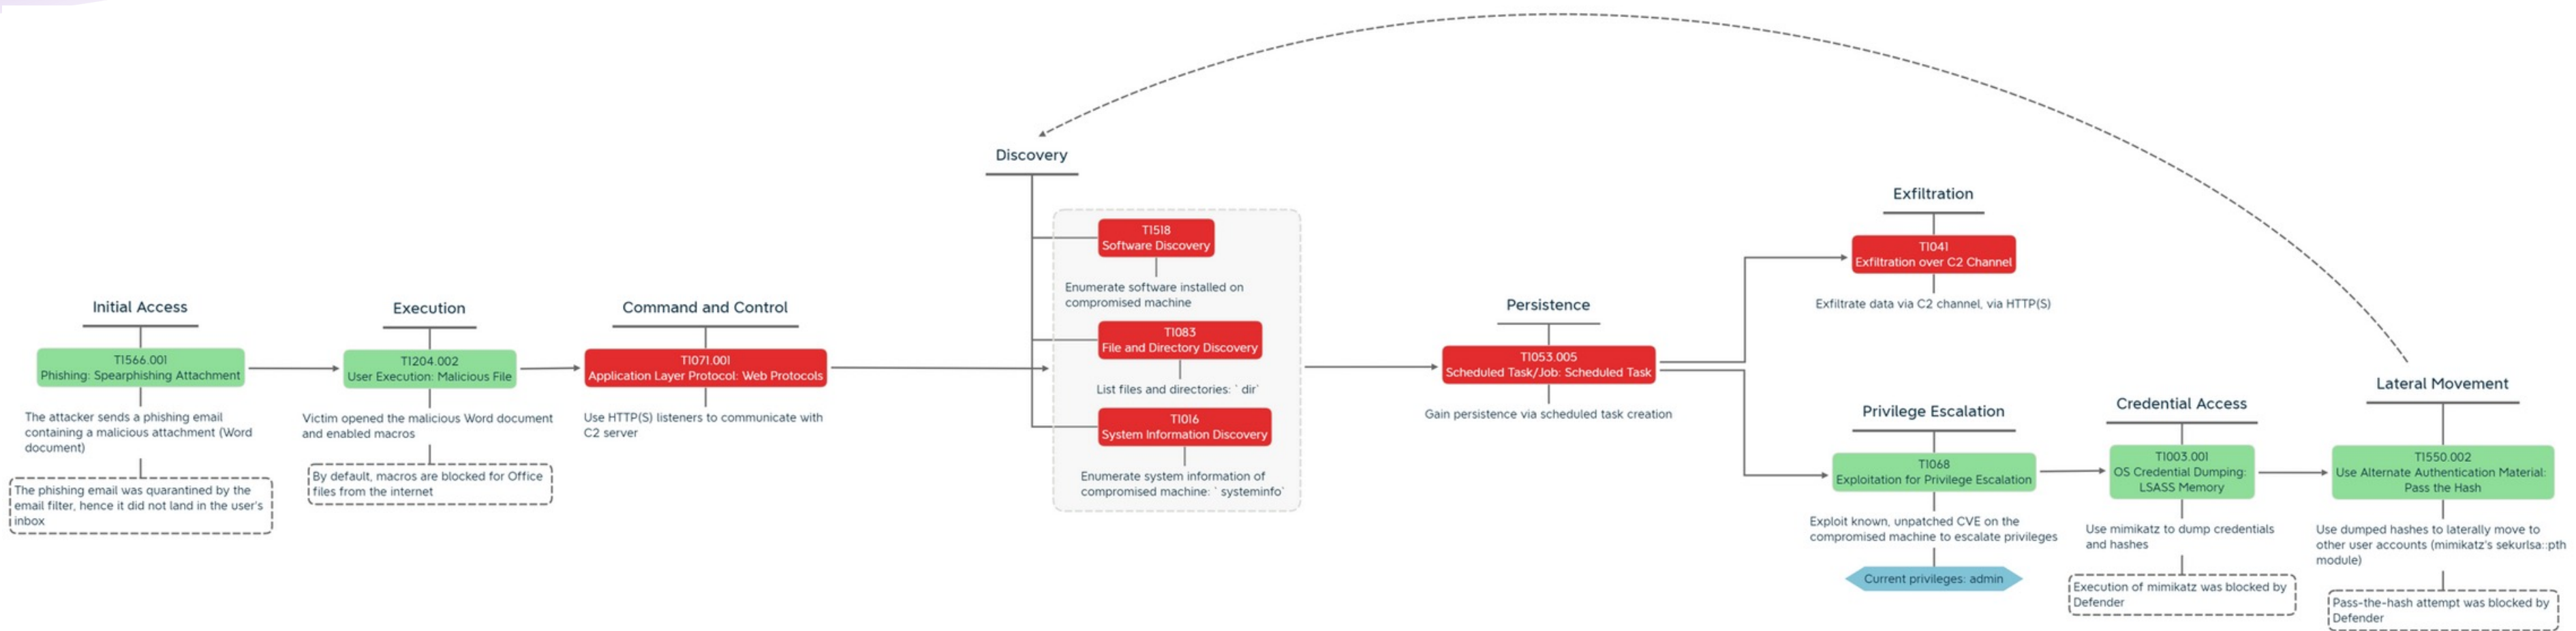 Initial Access
T1566.001
Phishing: Spearphishing Attachment
The attacker sends a phishing email
containing a malicious attachment (Word
document)
The phishing email was quarantined by the
email filter, hence it did not land in the user's
inbox
Execution
T1204.002
User Execution: Malicious File
Victim opened the malicious Word document
and enabled macros
By default, macros are blocked for Office
files from the internet
Command and Control
T1071.001
Application Layer Protocol: Web Protocols
Use HTTP(S) listeners to communicate with
C2 server
Discovery
T1518
Software Discovery
Enumerate software installed on
compromised machine
T1083
File and Directory Discovery
List files and directories: ` dir`
T1016
System Information Discovery
Enumerate system information of
compromised machine: ` systeminfo`
Persistence
T1053.005
Scheduled Task/Job: Scheduled Task
Gain persistence via scheduled task creation
Exfiltration
T1041
Exfiltration over C2 Channel
Exfiltrate data via C2 channel, via HTTP(S)
Privilege Escalation
T1068
Exploitation for Privilege Escalation
Exploit known, unpatched CVE on the
compromised machine to escalate privileges
Current privileges: admin
Credential Access
T1003.001
OS Credential Dumping:
LSASS Memory
Use mimikatz to dump credentials
and hashes
Execution of mimikatz was blocked by
Defender
Lateral Movement
T1550.002
Use Alternate Authentication Material:
Pass the Hash
Use dumped hashes to laterally move to
other user accounts (mimikatz's sekurlsa::pth
module)
Pass-the-hash attempt was blocked by
Defender